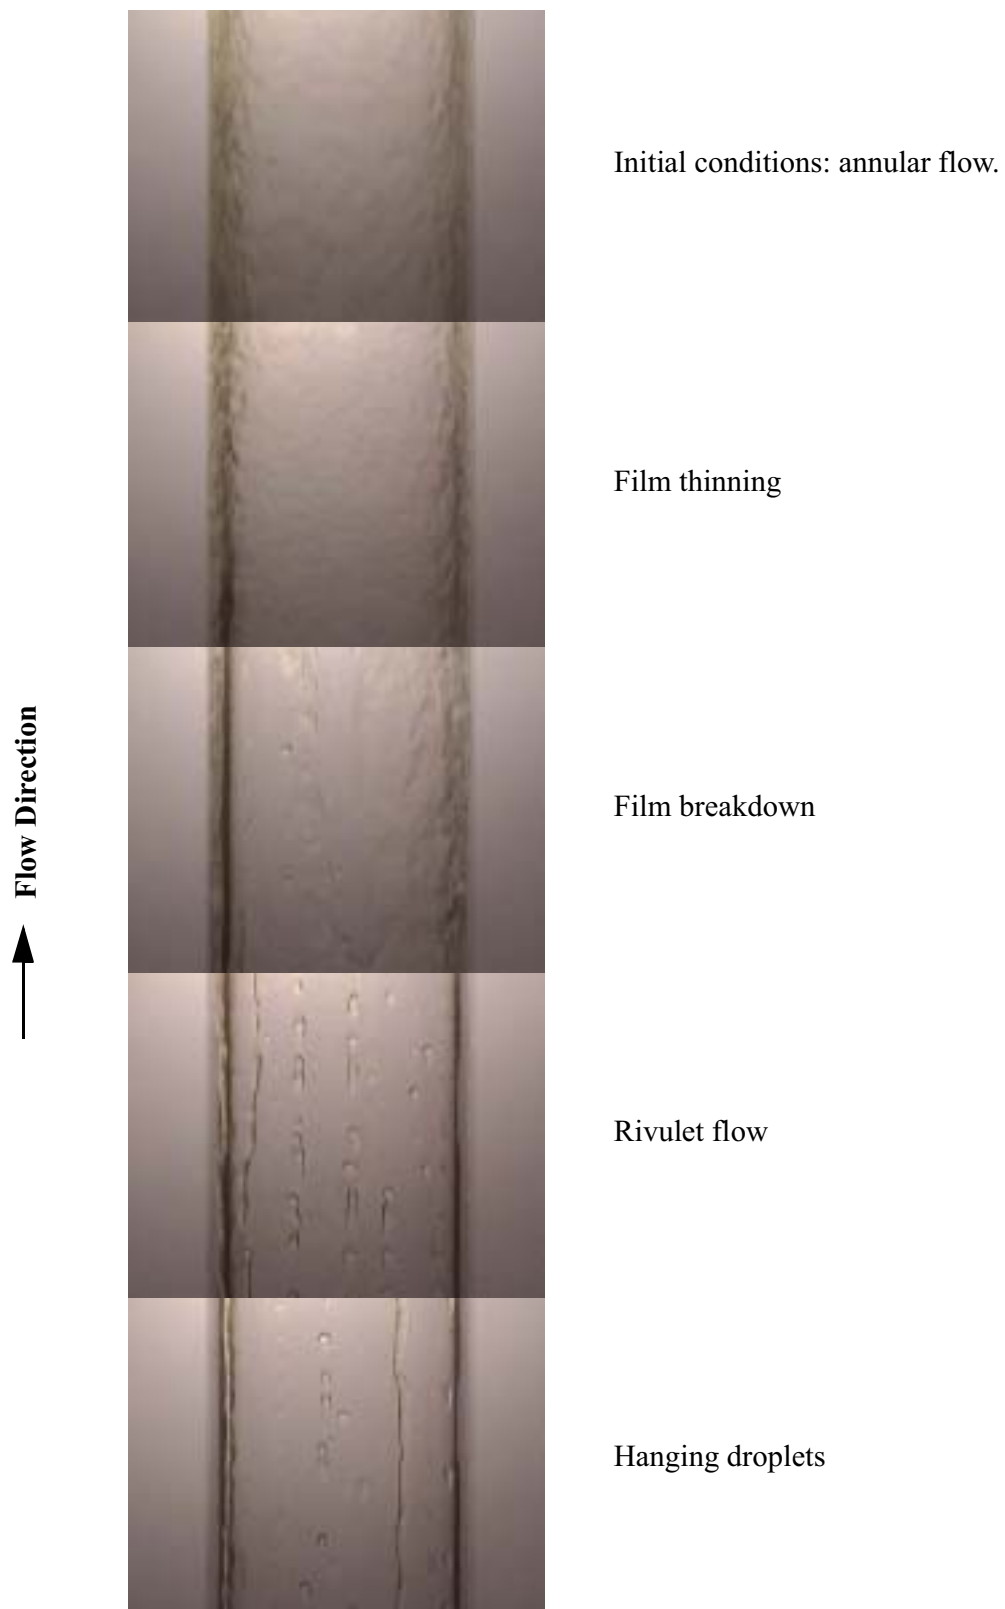 Initial conditions: annular flow.
Film thinning
Flow Direction
Film breakdown
Rivulet flow
Hanging droplets